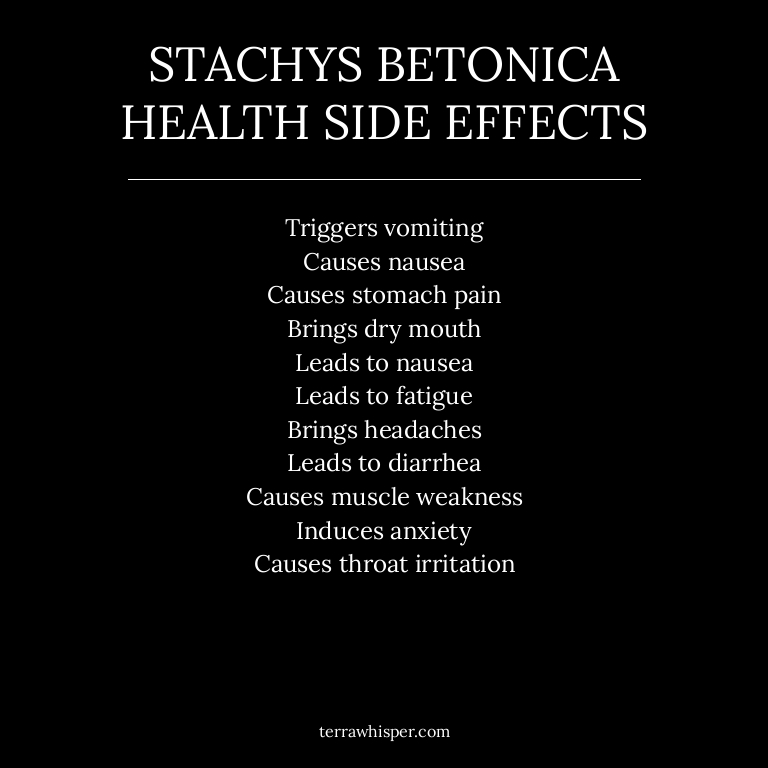 STACHYS BETONICA
HEALTH SIDE EFFECTS
Triggers vomiting
Causes nausea
Causes stomach pain
Brings dry mouth
Leads to nausea
Leads to fatigue
Brings headaches
Leads to diarrhea
Causes muscle weakness
Induces anxiety
Causes throat irritation
terrawhisper.com